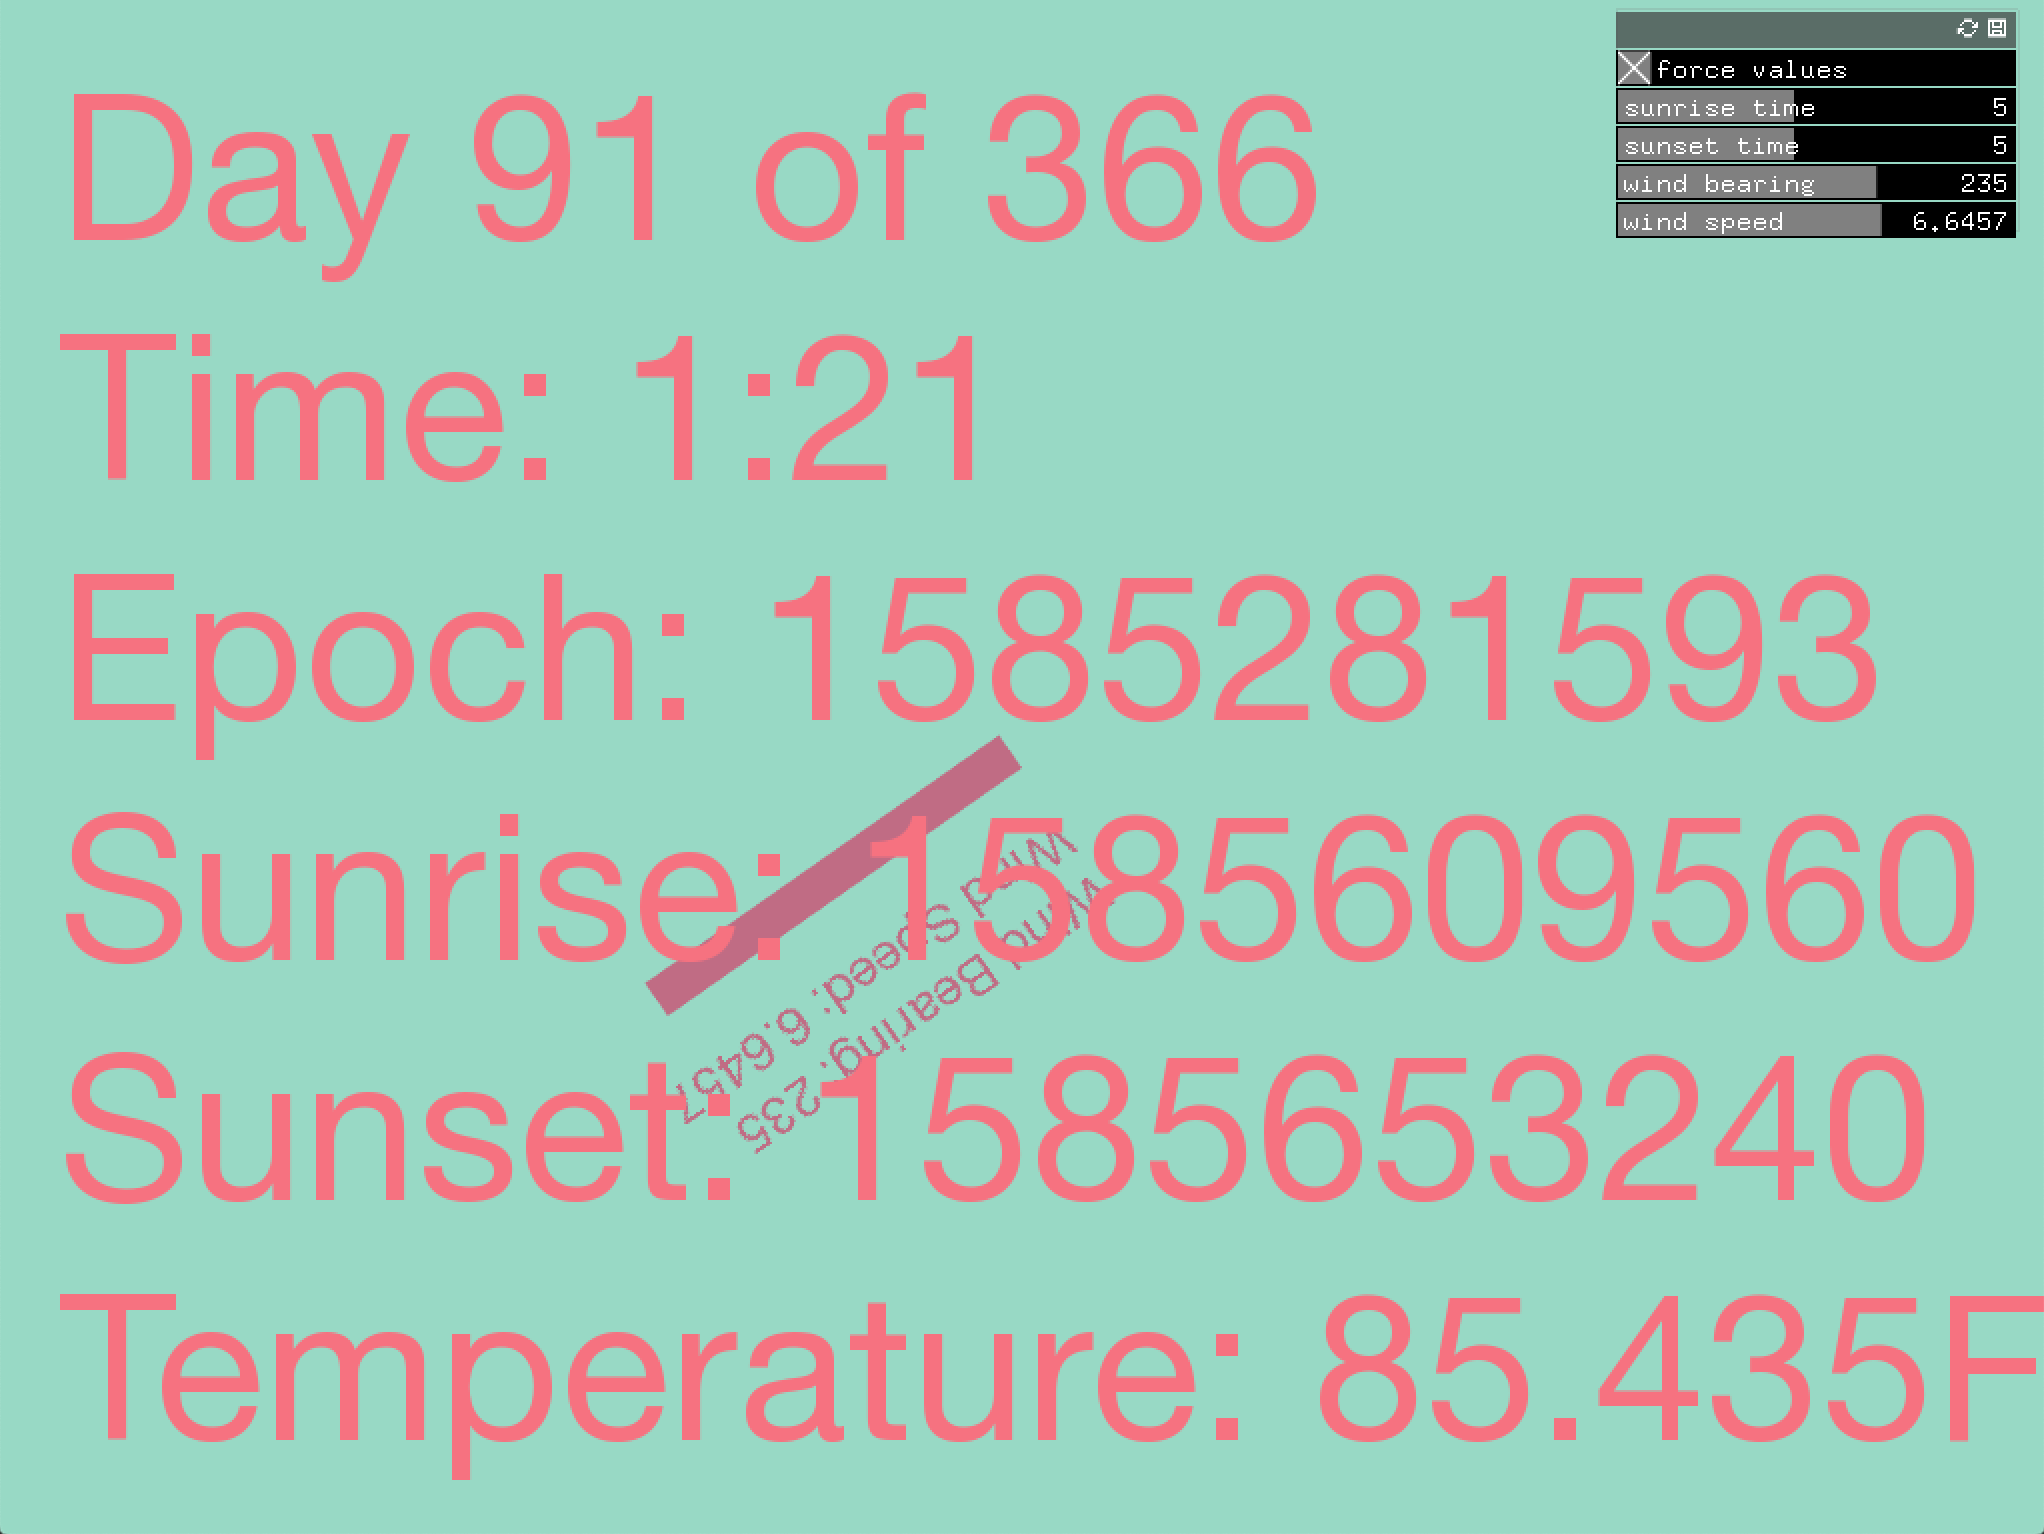 Day 91 of 366
Time: 1:21
Epoch: 1585281593
Sunrise: 1585609560
Sunset: 1585653240
Temperature: 85.435F
Wind Speed: 6.6457
Wind Bearing: 235
force values
sunrise time 5
sunset time 5
wind bearing 235
wind speed 6.6457